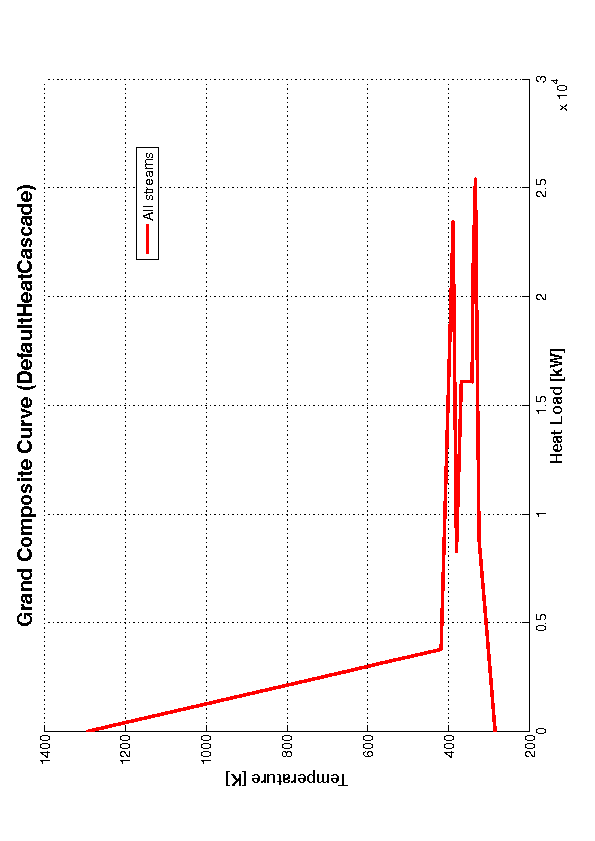 Grand Composite Curve (DefaultHeatCascade)
All streams
Temperature [K]
1400
1200
1000
800
600
400
200
0
0.5
1
1.5
2
2.5
3
x 10^4
Heat Load [kW]